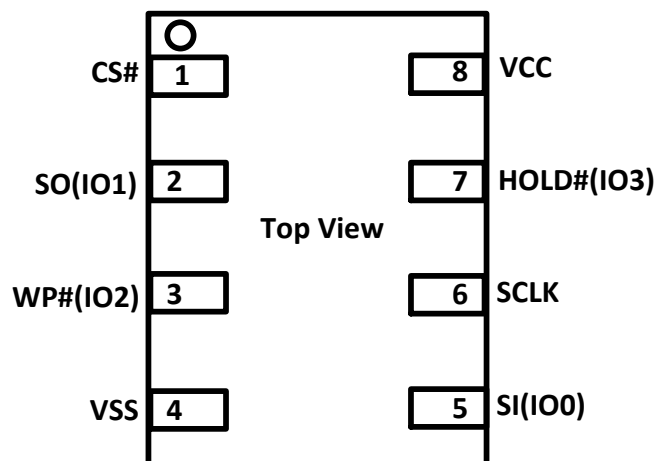 CS# 1 8 VCC
SO(IO1) 2 7 HOLD#(IO3)
Top View
WP#(IO2) 3 6 SCLK
VSS 4 5 SI(IO0)